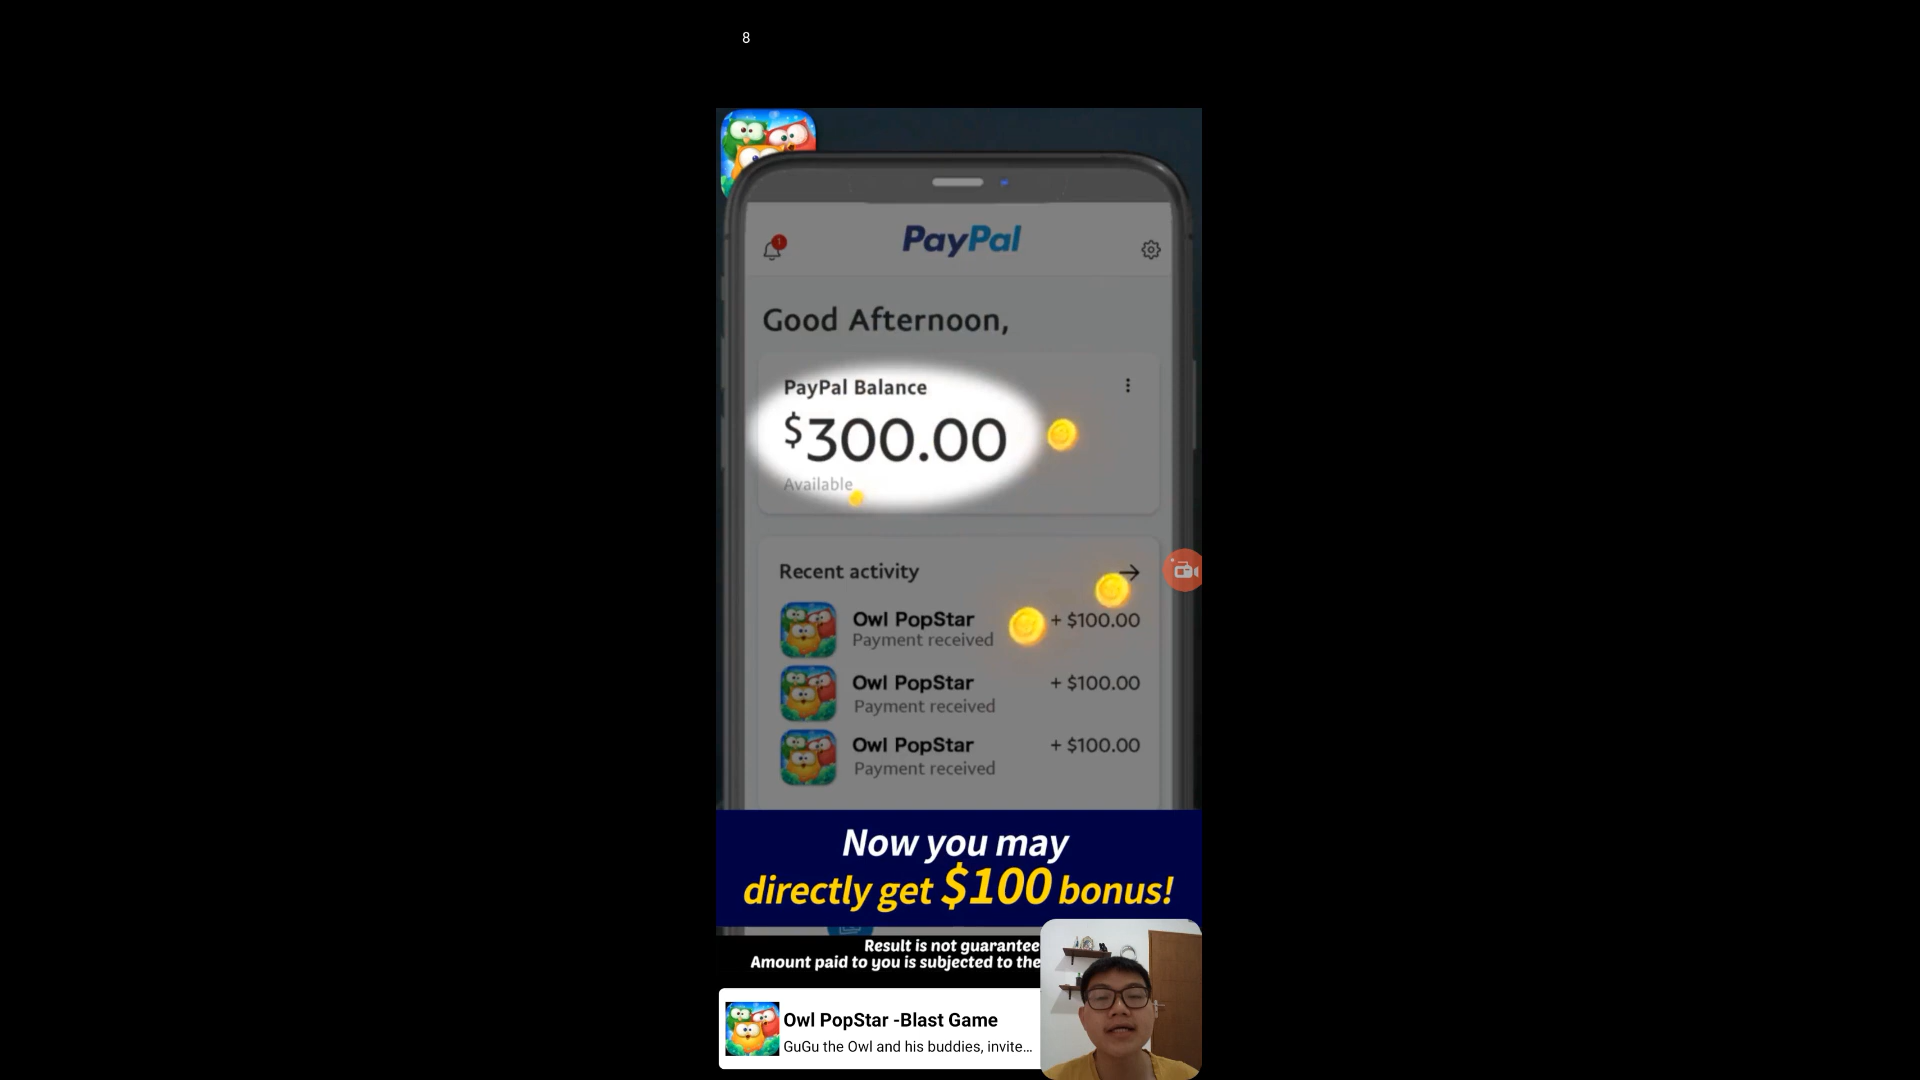 8
PayPal
1
Good Afternoon,
PayPal Balance
$300.00
Available
Recent activity
Owl PopStar
+ $100.00
Payment received
Owl PopStar
+ $100.00
Payment received
Owl PopStar
+ $100.00
Payment received
Now you may
directly get $100 bonus!
Result is not
Amount paid to you is subjected to the
Owl PopStar -Blast Game
GuGu the Owl and his buddies, invite...